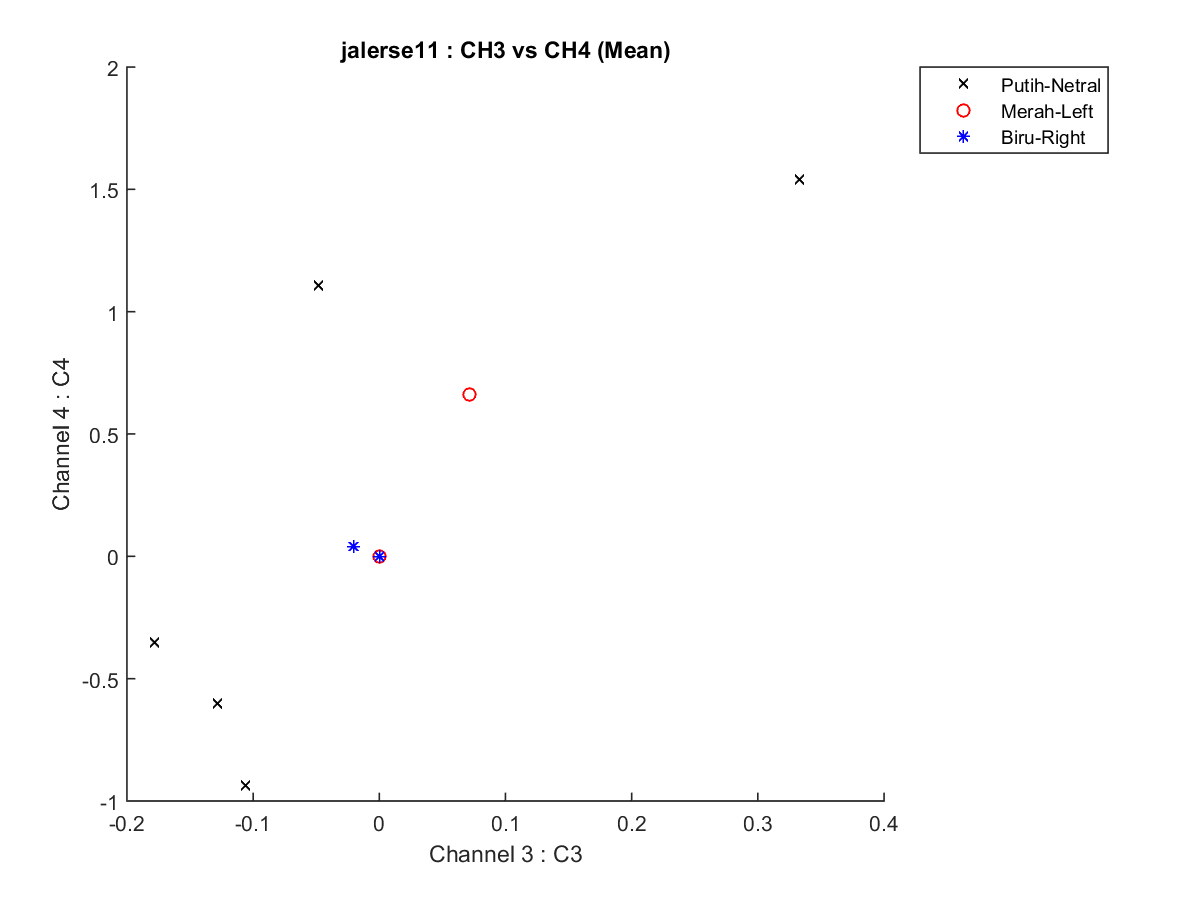 jalerse11 : CH3 vs CH4 (Mean)
Putih-Netral
Merah-Left
Biru-Right
2
1.5
1
0.5
0
-0.5
-1
Channel 4 : C4
-0.2
-0.1
0
0.1
0.2
0.3
0.4
Channel 3 : C3